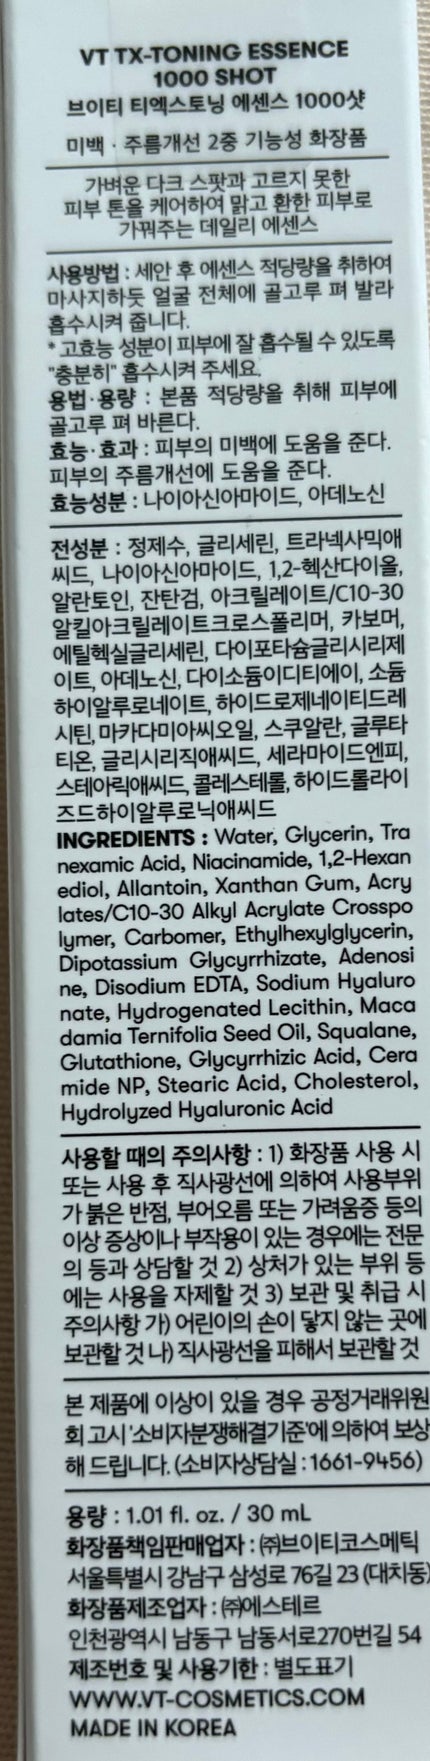 VT TX-TONING ESSENCE
1000 SHOT
브이티 티엑스토닝 에센스 1000샷
미백 · 주름개선 2중 기능성 화장품
가벼운 다크 스팟과 고르지 못한
피부 톤을 케어하여 맑고 환한 피부로
가꿔주는 데일리 에센스
사용방법 : 세안 후 에센스 적당량을 취하여
마사지하듯 얼굴 전체에 골고루 펴 발라
흡수시켜 줍니다.
* 고효능 성분이 피부에 잘 흡수될 수 있도록
"충분히" 흡수시켜 주세요.
용법·용량 : 본품 적당량을 취해 피부에
골고루 펴 바른다.
효능·효과 : 피부의 미백에 도움을 준다.
피부의 주름개선에 도움을 준다.
효능성분 : 나이아신아마이드, 아데노신
전성분 : 정제수, 글리세린, 트라넥사믹애
씨드, 나이아신아마이드, 1,2-헥산다이올,
알란토인, 잔탄검, 아크릴레이트/C10-30
알킬아크릴레이트크로스폴리머, 카보머,
에틸헥실글리세린, 다이포타슘글리시리제
이트, 아데노신, 다이소듐이디티에이, 소듐
하이알루로네이트, 하이드로제네이티드레
시틴, 마카다미아씨오일, 스쿠알란, 글루타
티온, 글리시리직애씨드, 세라마이드엔피,
스테아릭애씨드, 콜레스테롤, 하이드롤라이
즈드하이알루로닉애씨드
INGREDIENTS : Water, Glycerin, Tra
nexamic Acid, Niacinamide, 1,2-Hexan
ediol, Allantoin, Xanthan Gum, Acry
lates/C10-30 Alkyl Acrylate Crosspo
lymer, Carbomer, Ethylhexylglycerin,
Dipotassium Glycyrrhizate, Adenosi
ne, Disodium EDTA, Sodium Hyaluro
nate, Hydrogenated Lecithin, Maca
damia Ternifolia Seed Oil, Squalane,
Glutathione, Glycyrrhizic Acid, Cera
mide NP, Stearic Acid, Cholesterol,
Hydrolyzed Hyaluronic Acid
사용할 때의 주의사항 : 1) 화장품 사용 시
또는 사용 후 직사광선에 의하여 사용부위
가 붉은 반점, 부어오름 또는 가려움증 등의
이상 증상이나 부작용이 있는 경우에는 전문
의 등과 상담할 것 2) 상처가 있는 부위 등
에는 사용을 자제할 것 3) 보관 및 취급 시
주의사항 가) 어린이의 손이 닿지 않는 곳에
보관할 것 나) 직사광선을 피해서 보관할 것
본 제품에 이상이 있을 경우 공정거래위원
회 고시 '소비자분쟁해결기준'에 의하여 보상
해 드립니다. (소비자상담실 : 1661-9456)
용량 : 1.01 fl. oz. / 30 mL
화장품책임판매업자 : ㈜브이티코스메틱
서울특별시 강남구 삼성로 76길 23 (대치동)
화장품제조업자 : ㈜에스테르
인천광역시 남동구 남동서로270번길 54
제조번호 및 사용기한 : 별도표기
WWW.VT-COSMETICS.COM
MADE IN KOREA